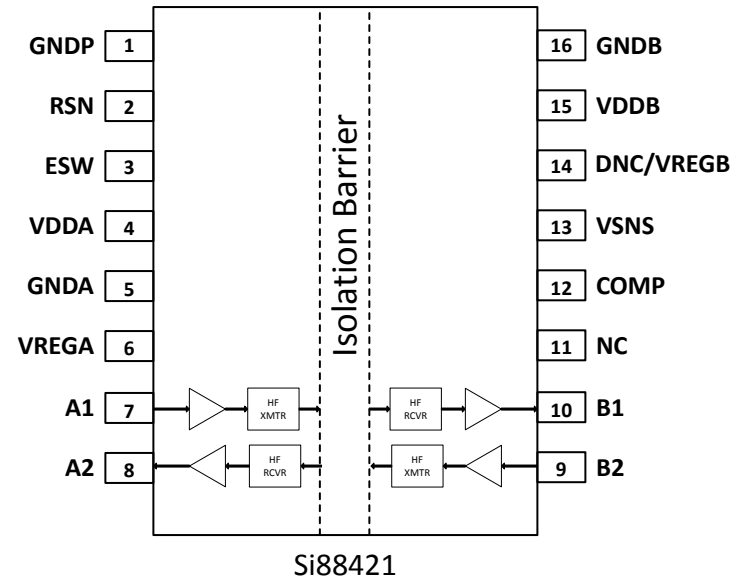 GNDP 1
RSN 2
ESW 3
VDDA 4
GNDA 5
VREGA 6
A1 7
A2 8
HF
XMTR
HF
RCVR
Isolation Barrier
HF
RCVR
HF
XMTR
16 GNDB
15 VDDB
14 DNC/VREGB
13 VSNS
12 COMP
11 NC
10 B1
9 B2
Si88421